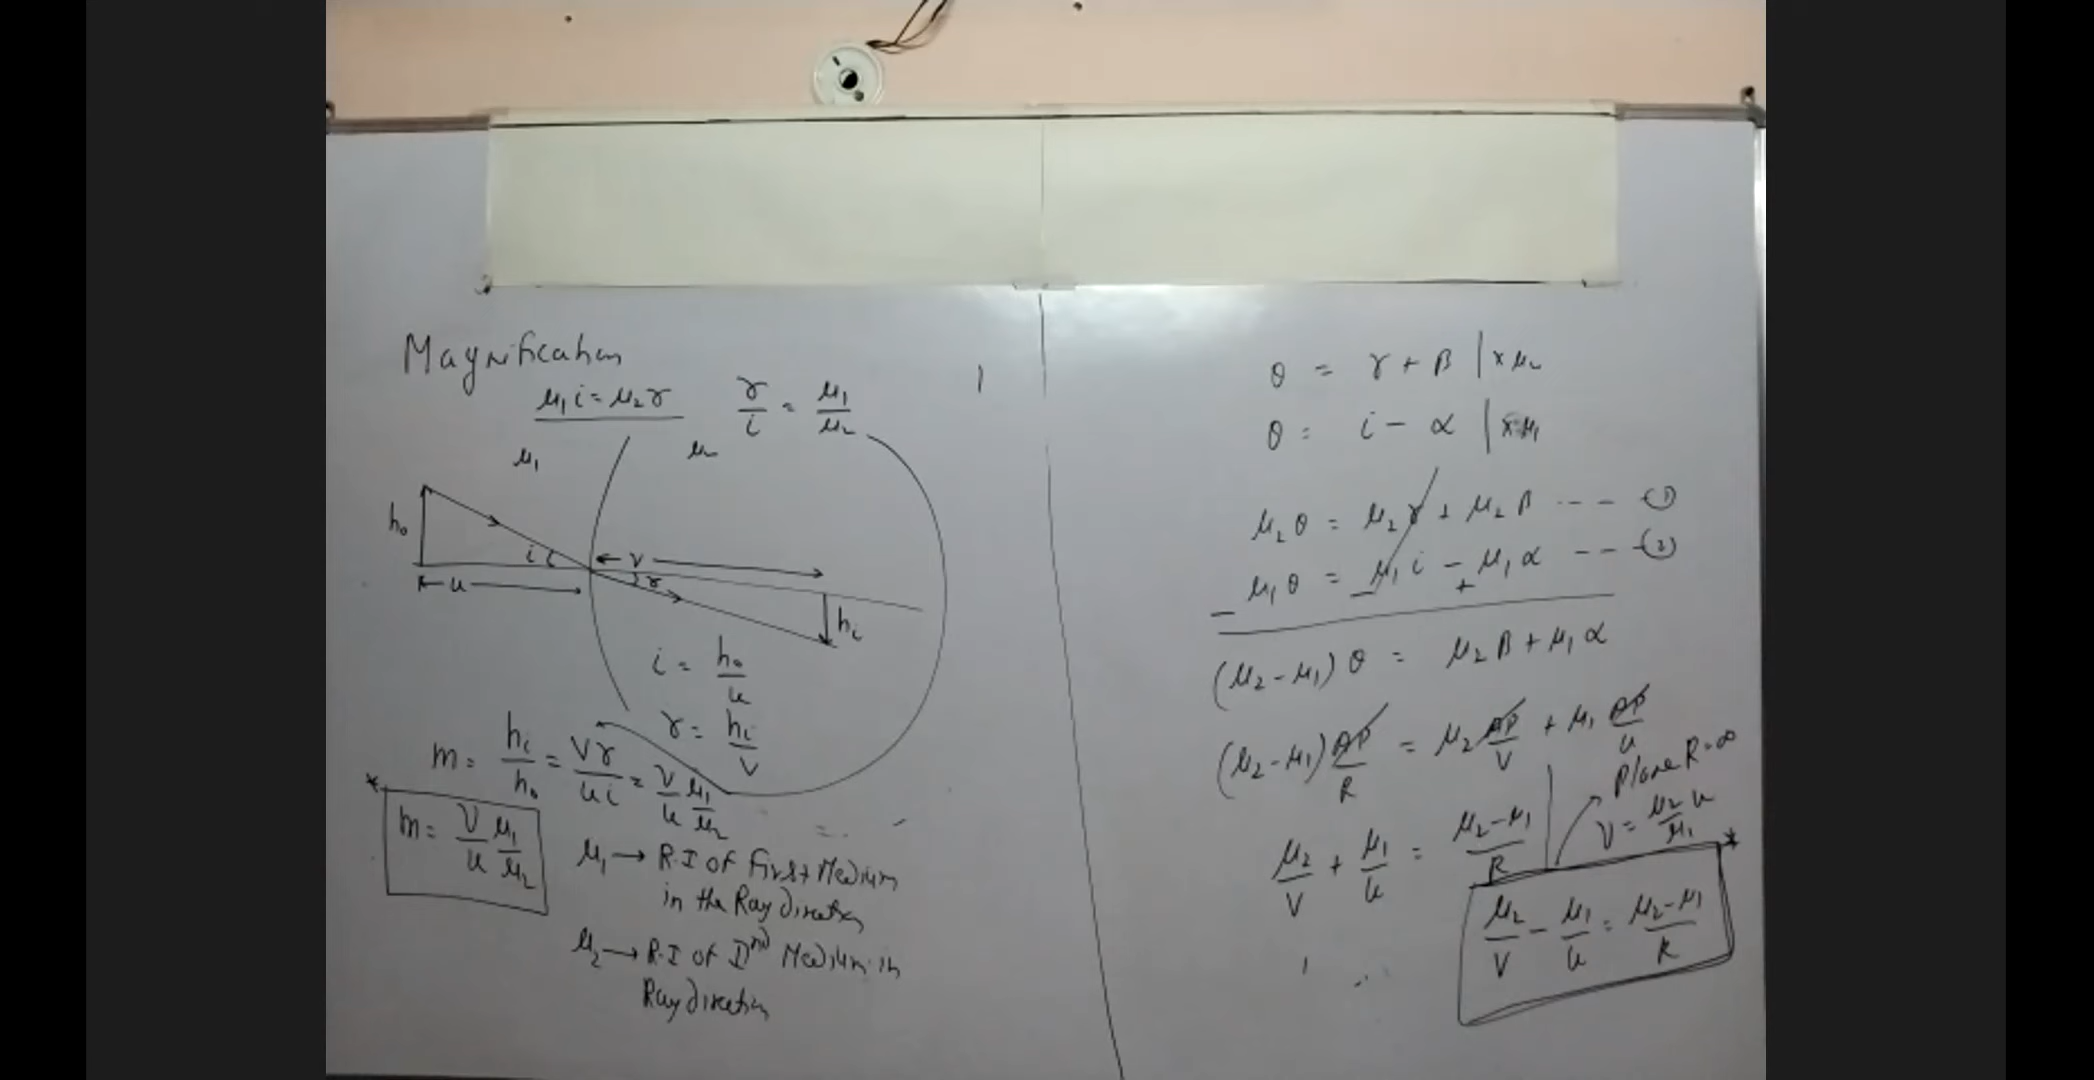 Magnification
μ₁i = μ₂r
r/i = μ₁/μ₂
μ₁
μ₂
h₀
i
v
r
u
hᵢ
i = h₀/u
r = hᵢ/v
m = hᵢ/h₀ = Vr/ui = V/u μ₁/μ₂
* m = V/u μ₁/μ₂
μ₁ → R.I of First Medium
in the Ray direction
μ₂ → R.I of IInd Medium in
Ray direction
θ = r + β | × μ₂
θ = i - α | × μ₁
μ₂θ = μ₂r + μ₂β ---- (1)
- μ₁θ = - μ₁i -+ μ₁α --- (2)
(μ₂-μ₁) θ = μ₂β + μ₁α
(μ₂-μ₁) AP/R = μ₂ AP/V + μ₁ AP/u
Plane R = ∞
V = μ₂/μ₁ u
μ₂/V + μ₁/u = μ₂-μ₁/R
* μ₂/V - μ₁/u = μ₂-μ₁/R